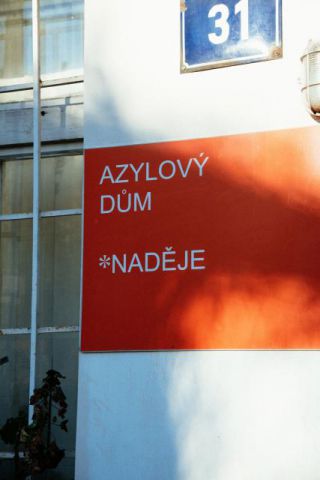 31
AZYLOVÝ
DŮM
*NADĚJE